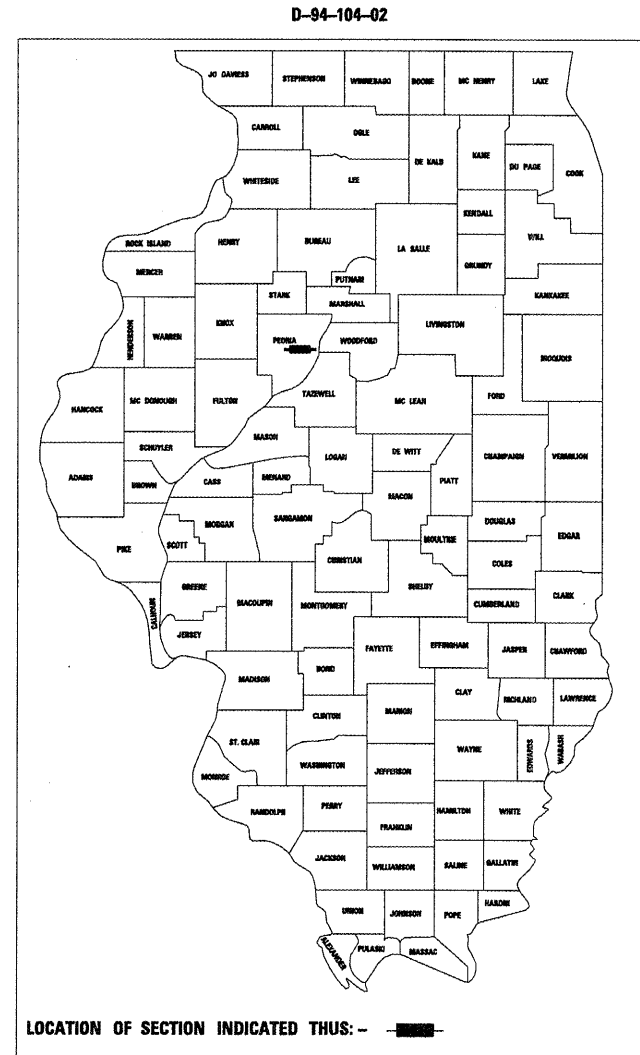 D-94-104-02
JO DAVIESS STEPHENSON WINNEBAGO BOONE MC HENRY LAKE
CARROLL OGLE DE KALB KANE DU PAGE COOK
WHITESIDE LEE
KENDALL
ROCK ISLAND HENRY BUREAU LA SALLE GRUNDY WILL
MERCER PUTNAM
STARK MARSHALL KANKAKEE
HENDERSON WARREN KNOX PEORIA WOODFORD LIVINGSTON IROQUOIS
HANCOCK MC DONOUGH FULTON TAZEWELL MC LEAN FORD
MASON
SCHUYLER LOGAN DE WITT CHAMPAIGN VERMILION
ADAMS BROWN CASS MENARD MACON PIATT
SANGAMON
MORGAN DOUGLAS
PIKE SCOTT CHRISTIAN MOULTRIE COLES EDGAR
GREENE MACOUPIN MONTGOMERY SHELBY CUMBERLAND CLARK
CALHOUN JERSEY
FAYETTE EFFINGHAM JASPER CRAWFORD
MADISON BOND
CLAY RICHLAND LAWRENCE
CLINTON MARION
ST. CLAIR WAYNE EDWARDS WABASH
MONROE WASHINGTON JEFFERSON
RANDOLPH PERRY HAMILTON WHITE
FRANKLIN
JACKSON WILLIAMSON SALINE GALLATIN
UNION JOHNSON POPE HARDIN
ALEXANDER PULASKI MASSAC
LOCATION OF SECTION INDICATED THUS: -